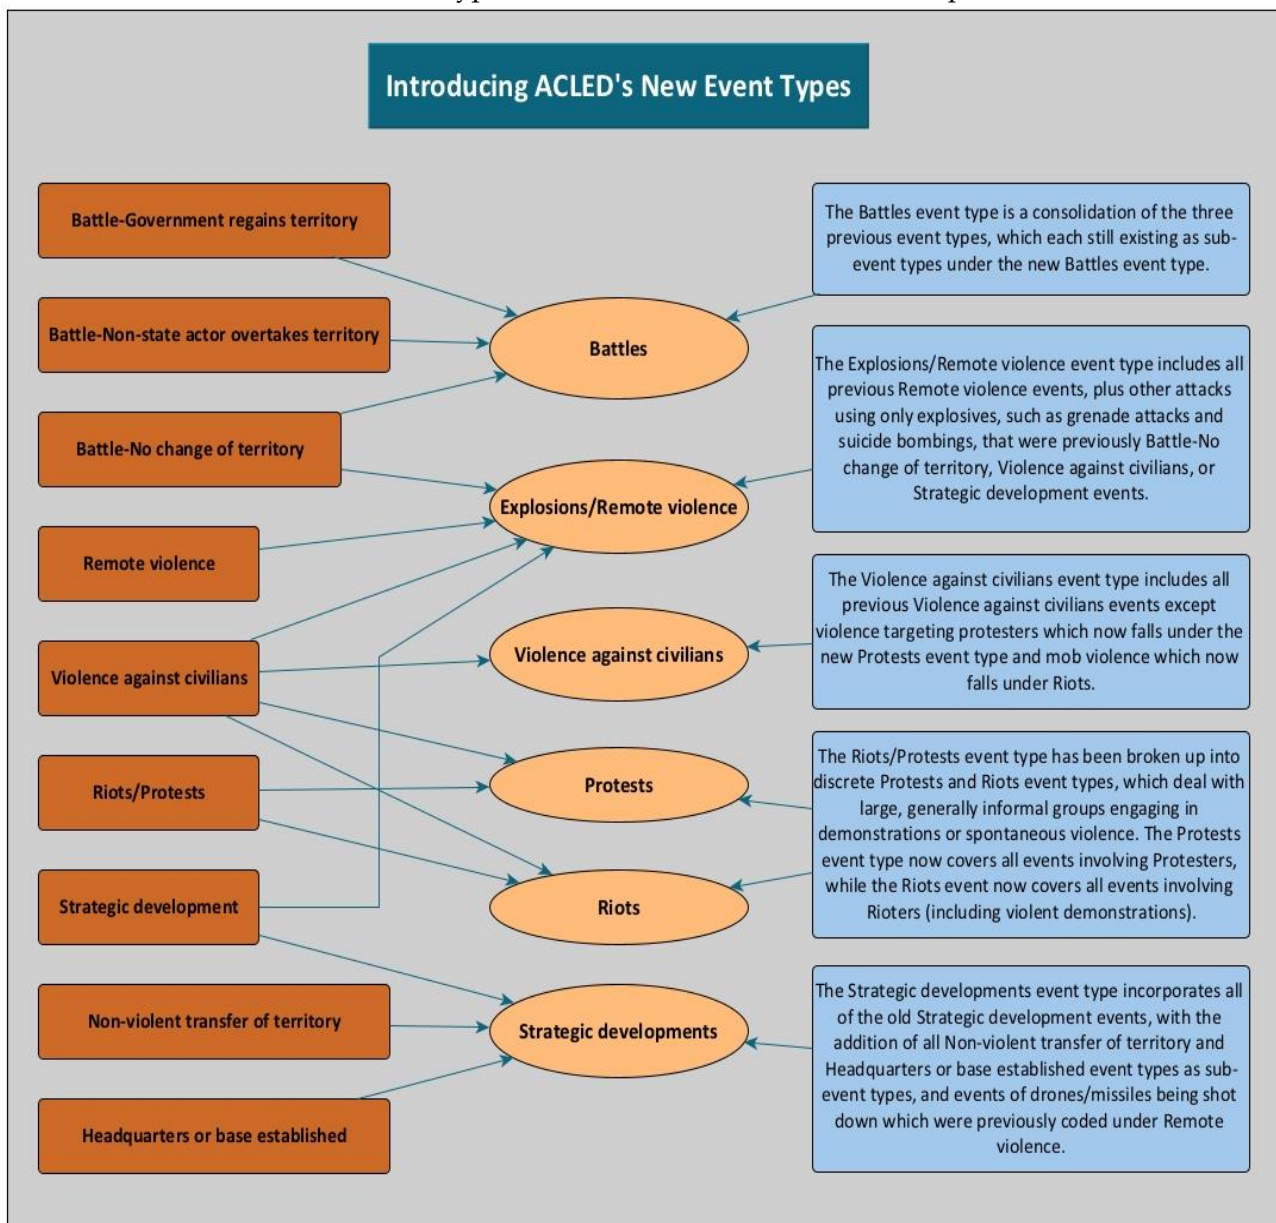 Introducing ACLED's New Event Types
Battle-Government regains territory
Battle-Non-state actor overtakes territory
Battle-No change of territory
Remote violence
Violence against civilians
Riots/Protests
Strategic development
Non-violent transfer of territory
Headquarters or base established
Battles
Explosions/Remote violence
Violence against civilians
Protests
Riots
Strategic developments
The Battles event type is a consolidation of the three
previous event types, which each still existing as sub-
event types under the new Battles event type.
The Explosions/Remote violence event type includes all
previous Remote violence events, plus other attacks
using only explosives, such as grenade attacks and
suicide bombings, that were previously Battle-No
change of territory, Violence against civilians, or
Strategic development events.
The Violence against civilians event type includes all
previous Violence against civilians events except
violence targeting protesters which now falls under the
new Protests event type and mob violence which now
falls under Riots.
The Riots/Protests event type has been broken up into
discrete Protests and Riots event types, which deal with
large, generally informal groups engaging in
demonstrations or spontaneous violence. The Protests
event type now covers all events involving Protesters,
while the Riots event now covers all events involving
Rioters (including violent demonstrations).
The Strategic developments event type incorporates all
of the old Strategic development events, with the
addition of all Non-violent transfer of territory and
Headquarters or base established event types as sub-
event types, and events of drones/missiles being shot
down which were previously coded under Remote
violence.